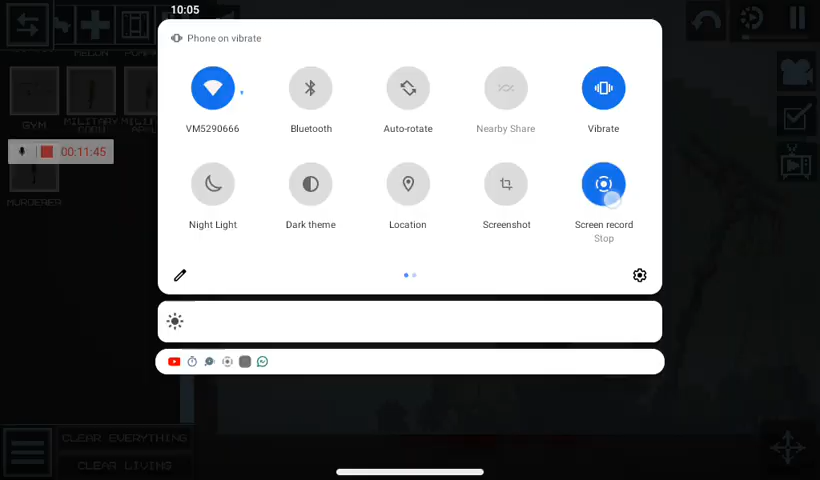 10:05
Phone on vibrate
VM5290666
Bluetooth
Auto-rotate
Nearby Share
Vibrate
Night Light
Dark theme
Location
Screenshot
Screen record
Stop
00:11:45
GYM
MILITARY
MURDERER
CLEAR EVERYTHING
CLEAR LIVING